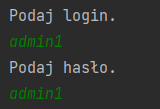 Podaj login.
admin1
Podaj hasło.
admin1